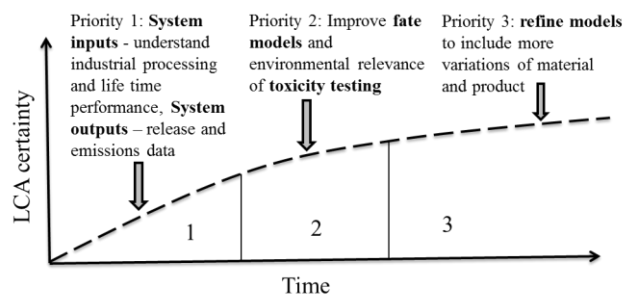 Priority 1: System
inputs - understand
industrial processing
and life time
performance, System
outputs – release and
emissions data
Priority 2: Improve fate
models and
environmental relevance
of toxicity testing
Priority 3: refine models
to include more
variations of material
and product
LCA certainty
1
2
3
Time